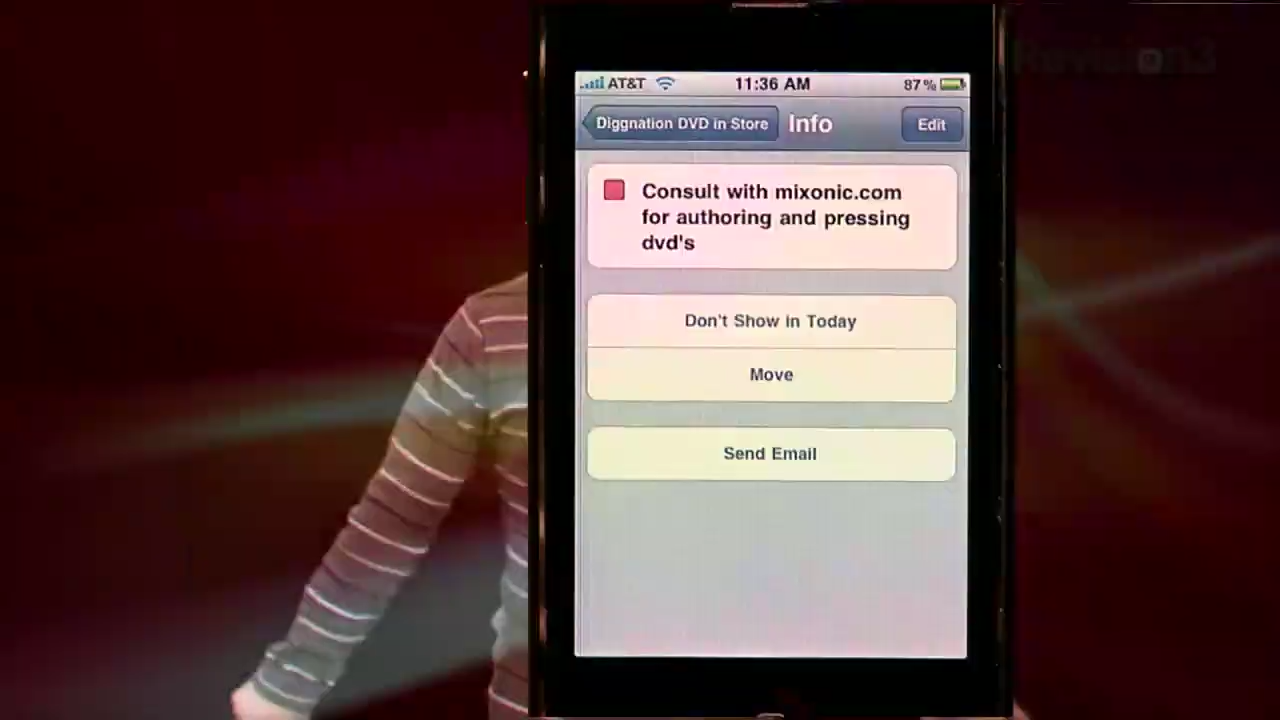 Revision3
AT&T 11:36 AM 87%
Diggnation DVD in Store Info Edit
Consult with mixonic.com
for authoring and pressing
dvd's
Don't Show in Today
Move
Send Email